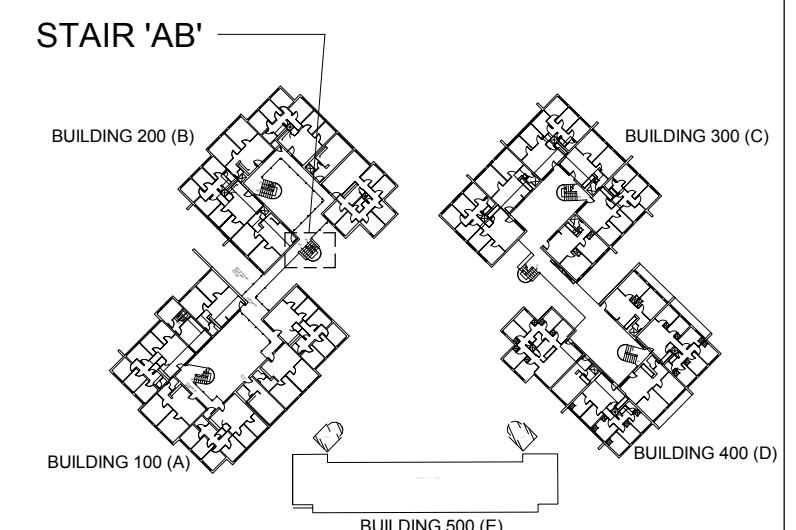 STAIR 'AB'
BUILDING 200 (B)
BUILDING 300 (C)
BUILDING 100 (A)
BUILDING 400 (D)
BUILDING 500 (E)